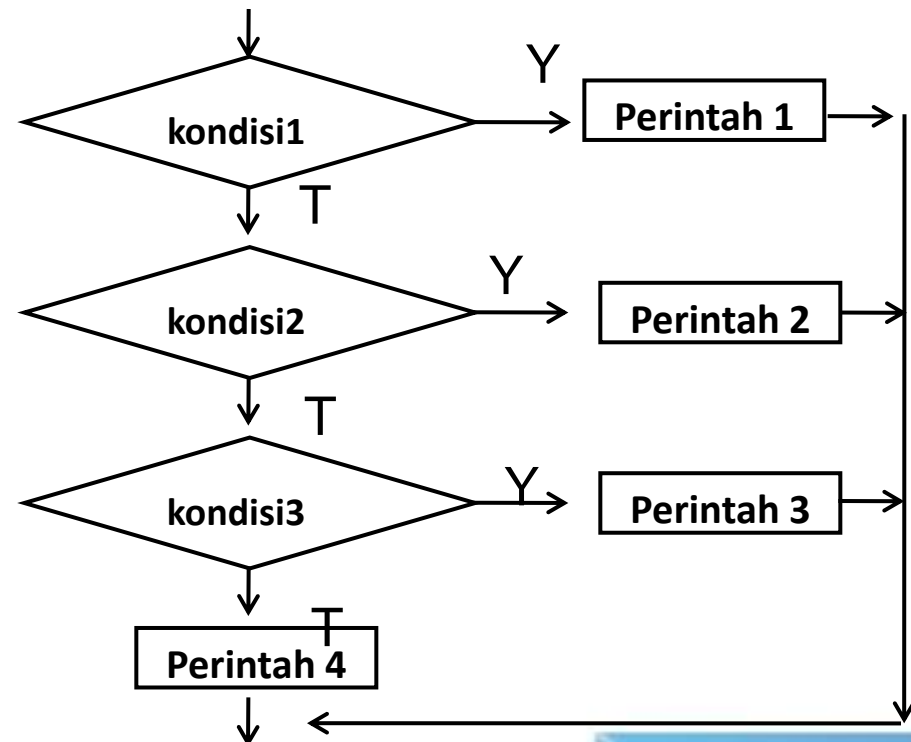 Y
kondisi1
Perintah 1
T
Y
kondisi2
Perintah 2
T
Y
kondisi3
Perintah 3
T
Perintah 4